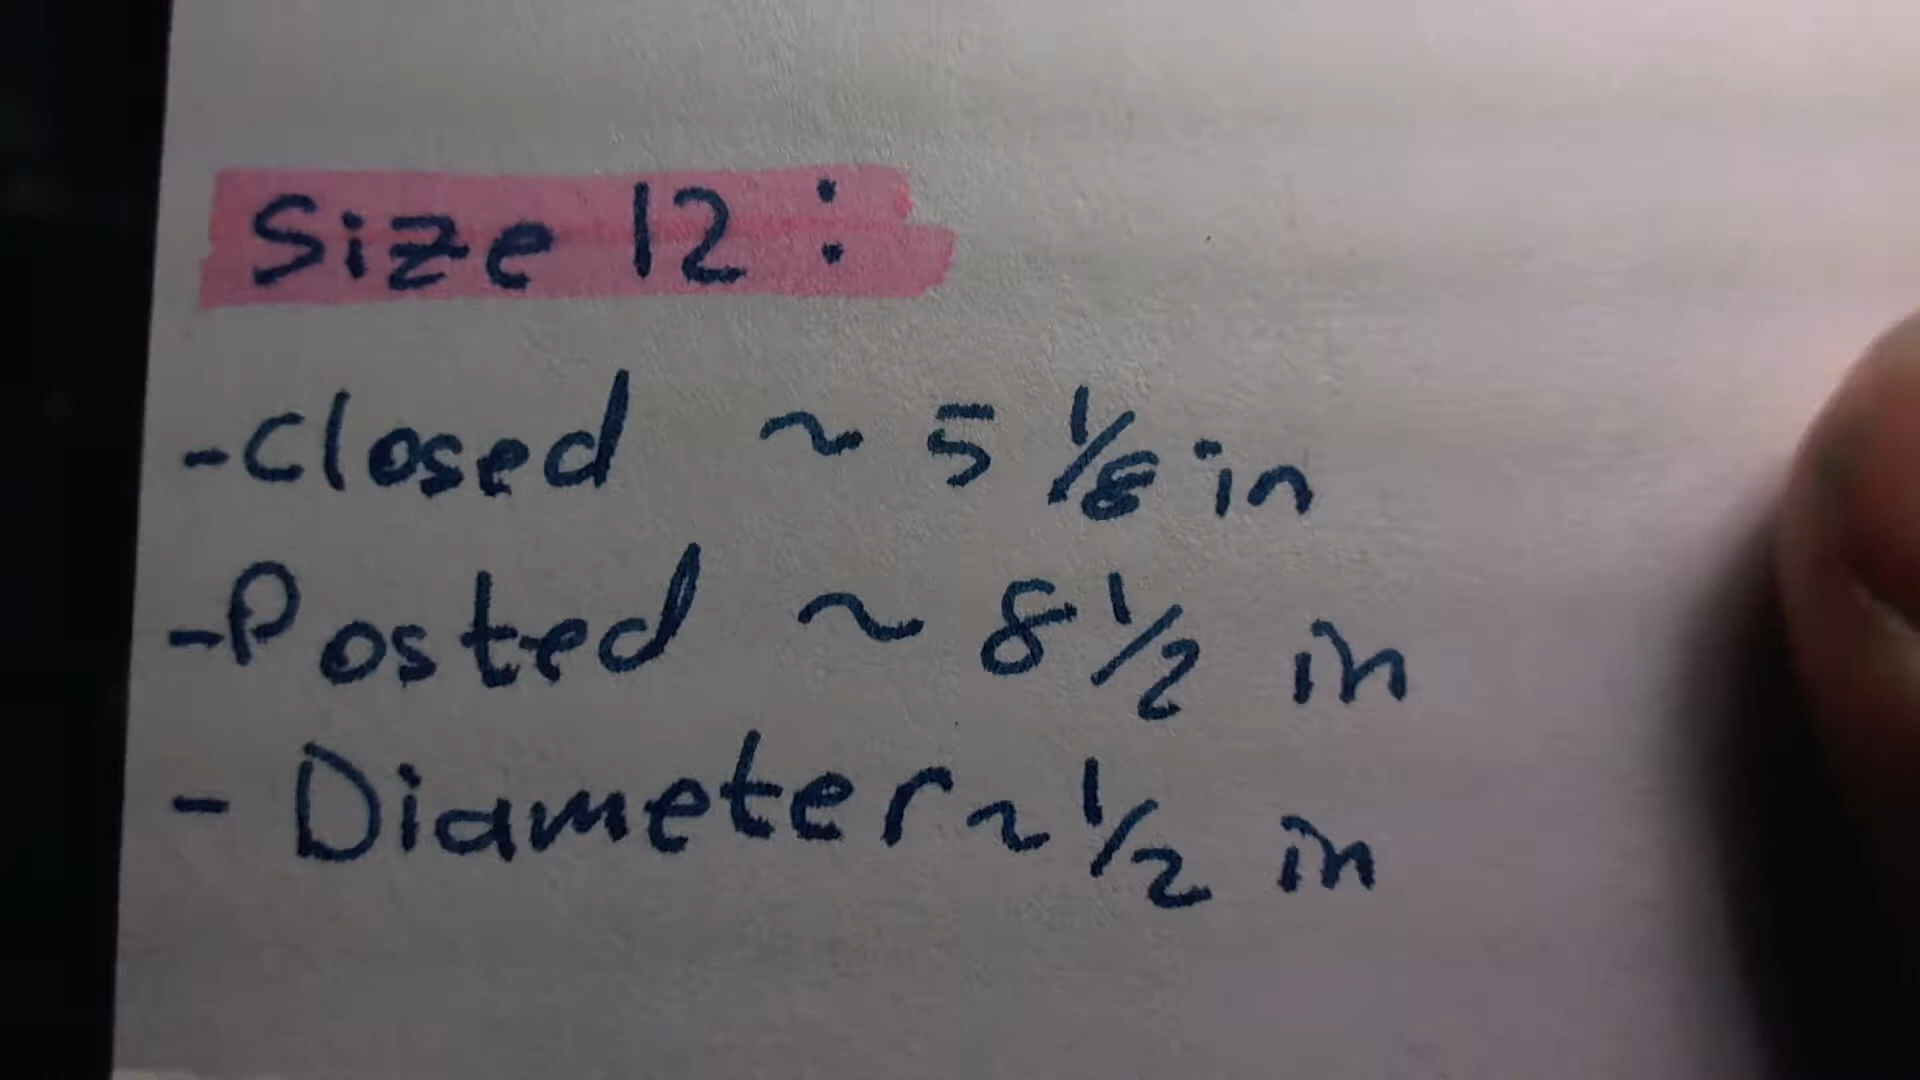 Size 12:
-Closed ~ 5 1/8 in
-Posted ~ 8 1/2 in
- Diameter ~ 1/2 in